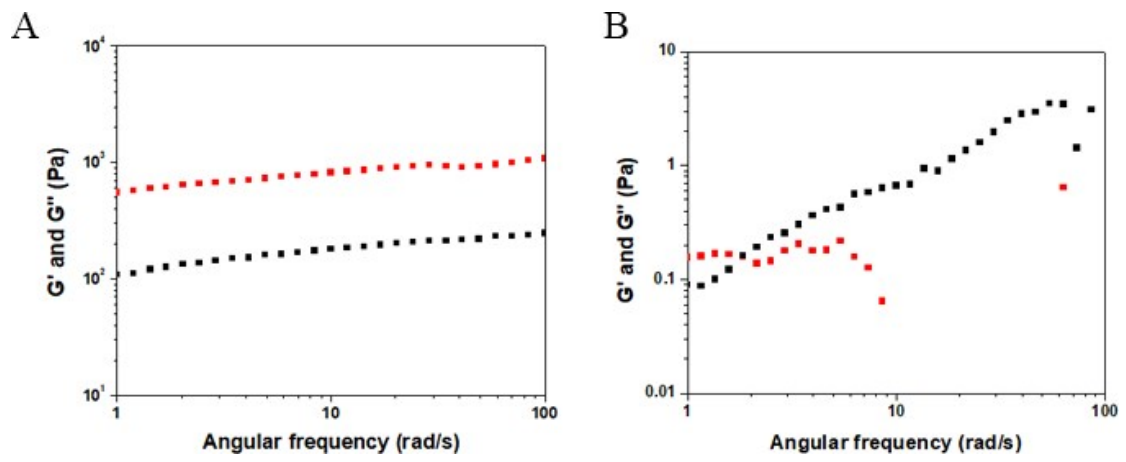 A
G' and G" (Pa)
10⁴
10³
10²
10¹
1
10
100
Angular frequency (rad/s)
B
G' and G" (Pa)
10
1
0.1
0.01
1
10
100
Angular frequency (rad/s)